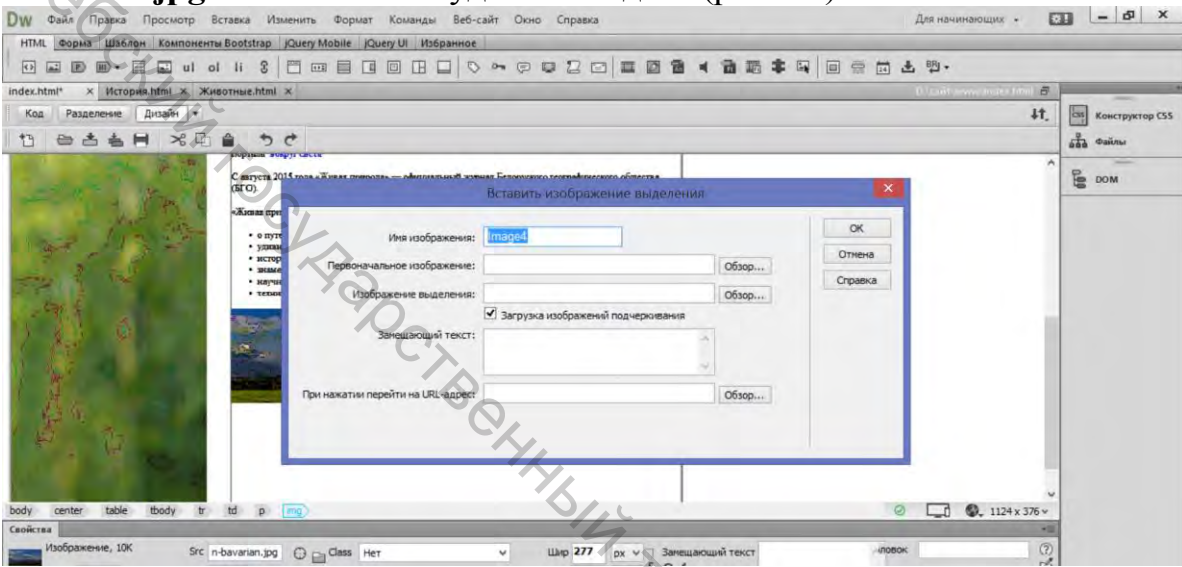 .jpg
Dw Файл Правка Просмотр Вставка Изменить Формат Команды Веб-сайт Окно Справка Для начинающих
HTML Форма Шаблон Компоненты Bootstrap jQuery Mobile jQuery UI Избранное
ul ol li
index.html* × История.html × Животные.html ×
Код Разделение Дизайн
Конструктор CSS
Файлы
DOM
С августа 2015 года «Живая природа» — официальный журнал Белорусского географического общества
(БГО).
Вставить изображение выделения
Имя изображения: Image4
OK
Отмена
Справка
Первоначальное изображение: Обзор...
Изображение выделения: Обзор...
Загрузка изображений подчеркивания
Замещающий текст:
При нажатии перейти на URL-адрес: Обзор...
body center table tbody tr td p img 1124 x 376
Свойства
Изображение, 10K Src n-bavarian.jpg Class Нет Шир 277 px Замещающий текст
государственный